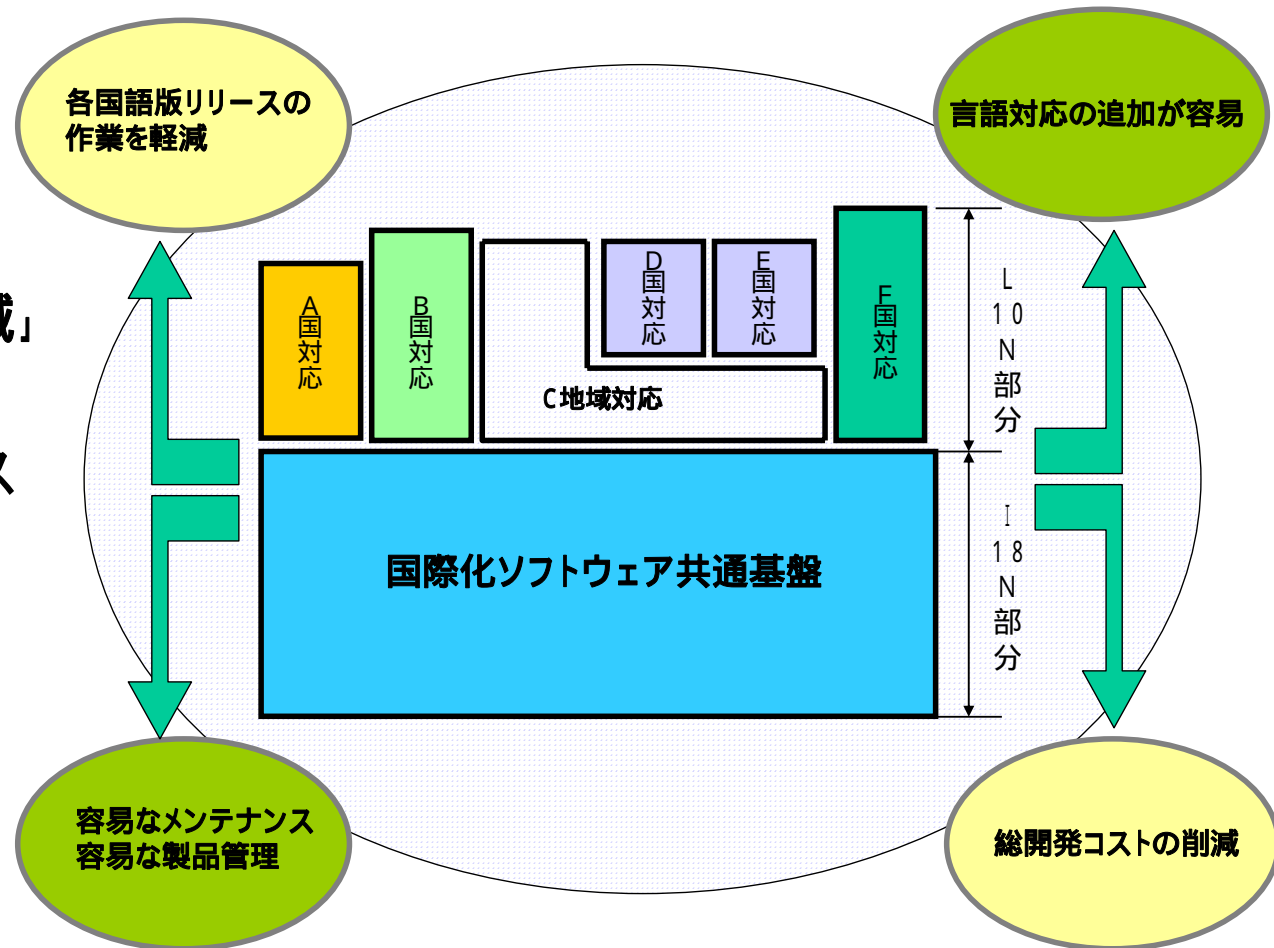 各国語版リリースの
作業を軽減
言語対応の追加が容易
」
ス
A国対応
B国対応
C地域対応
D国対応
E国対応
F国対応
L10N部分
国際化ソフトウェア共通基盤
I18N部分
容易なメンテナンス
容易な製品管理
総開発コストの削減